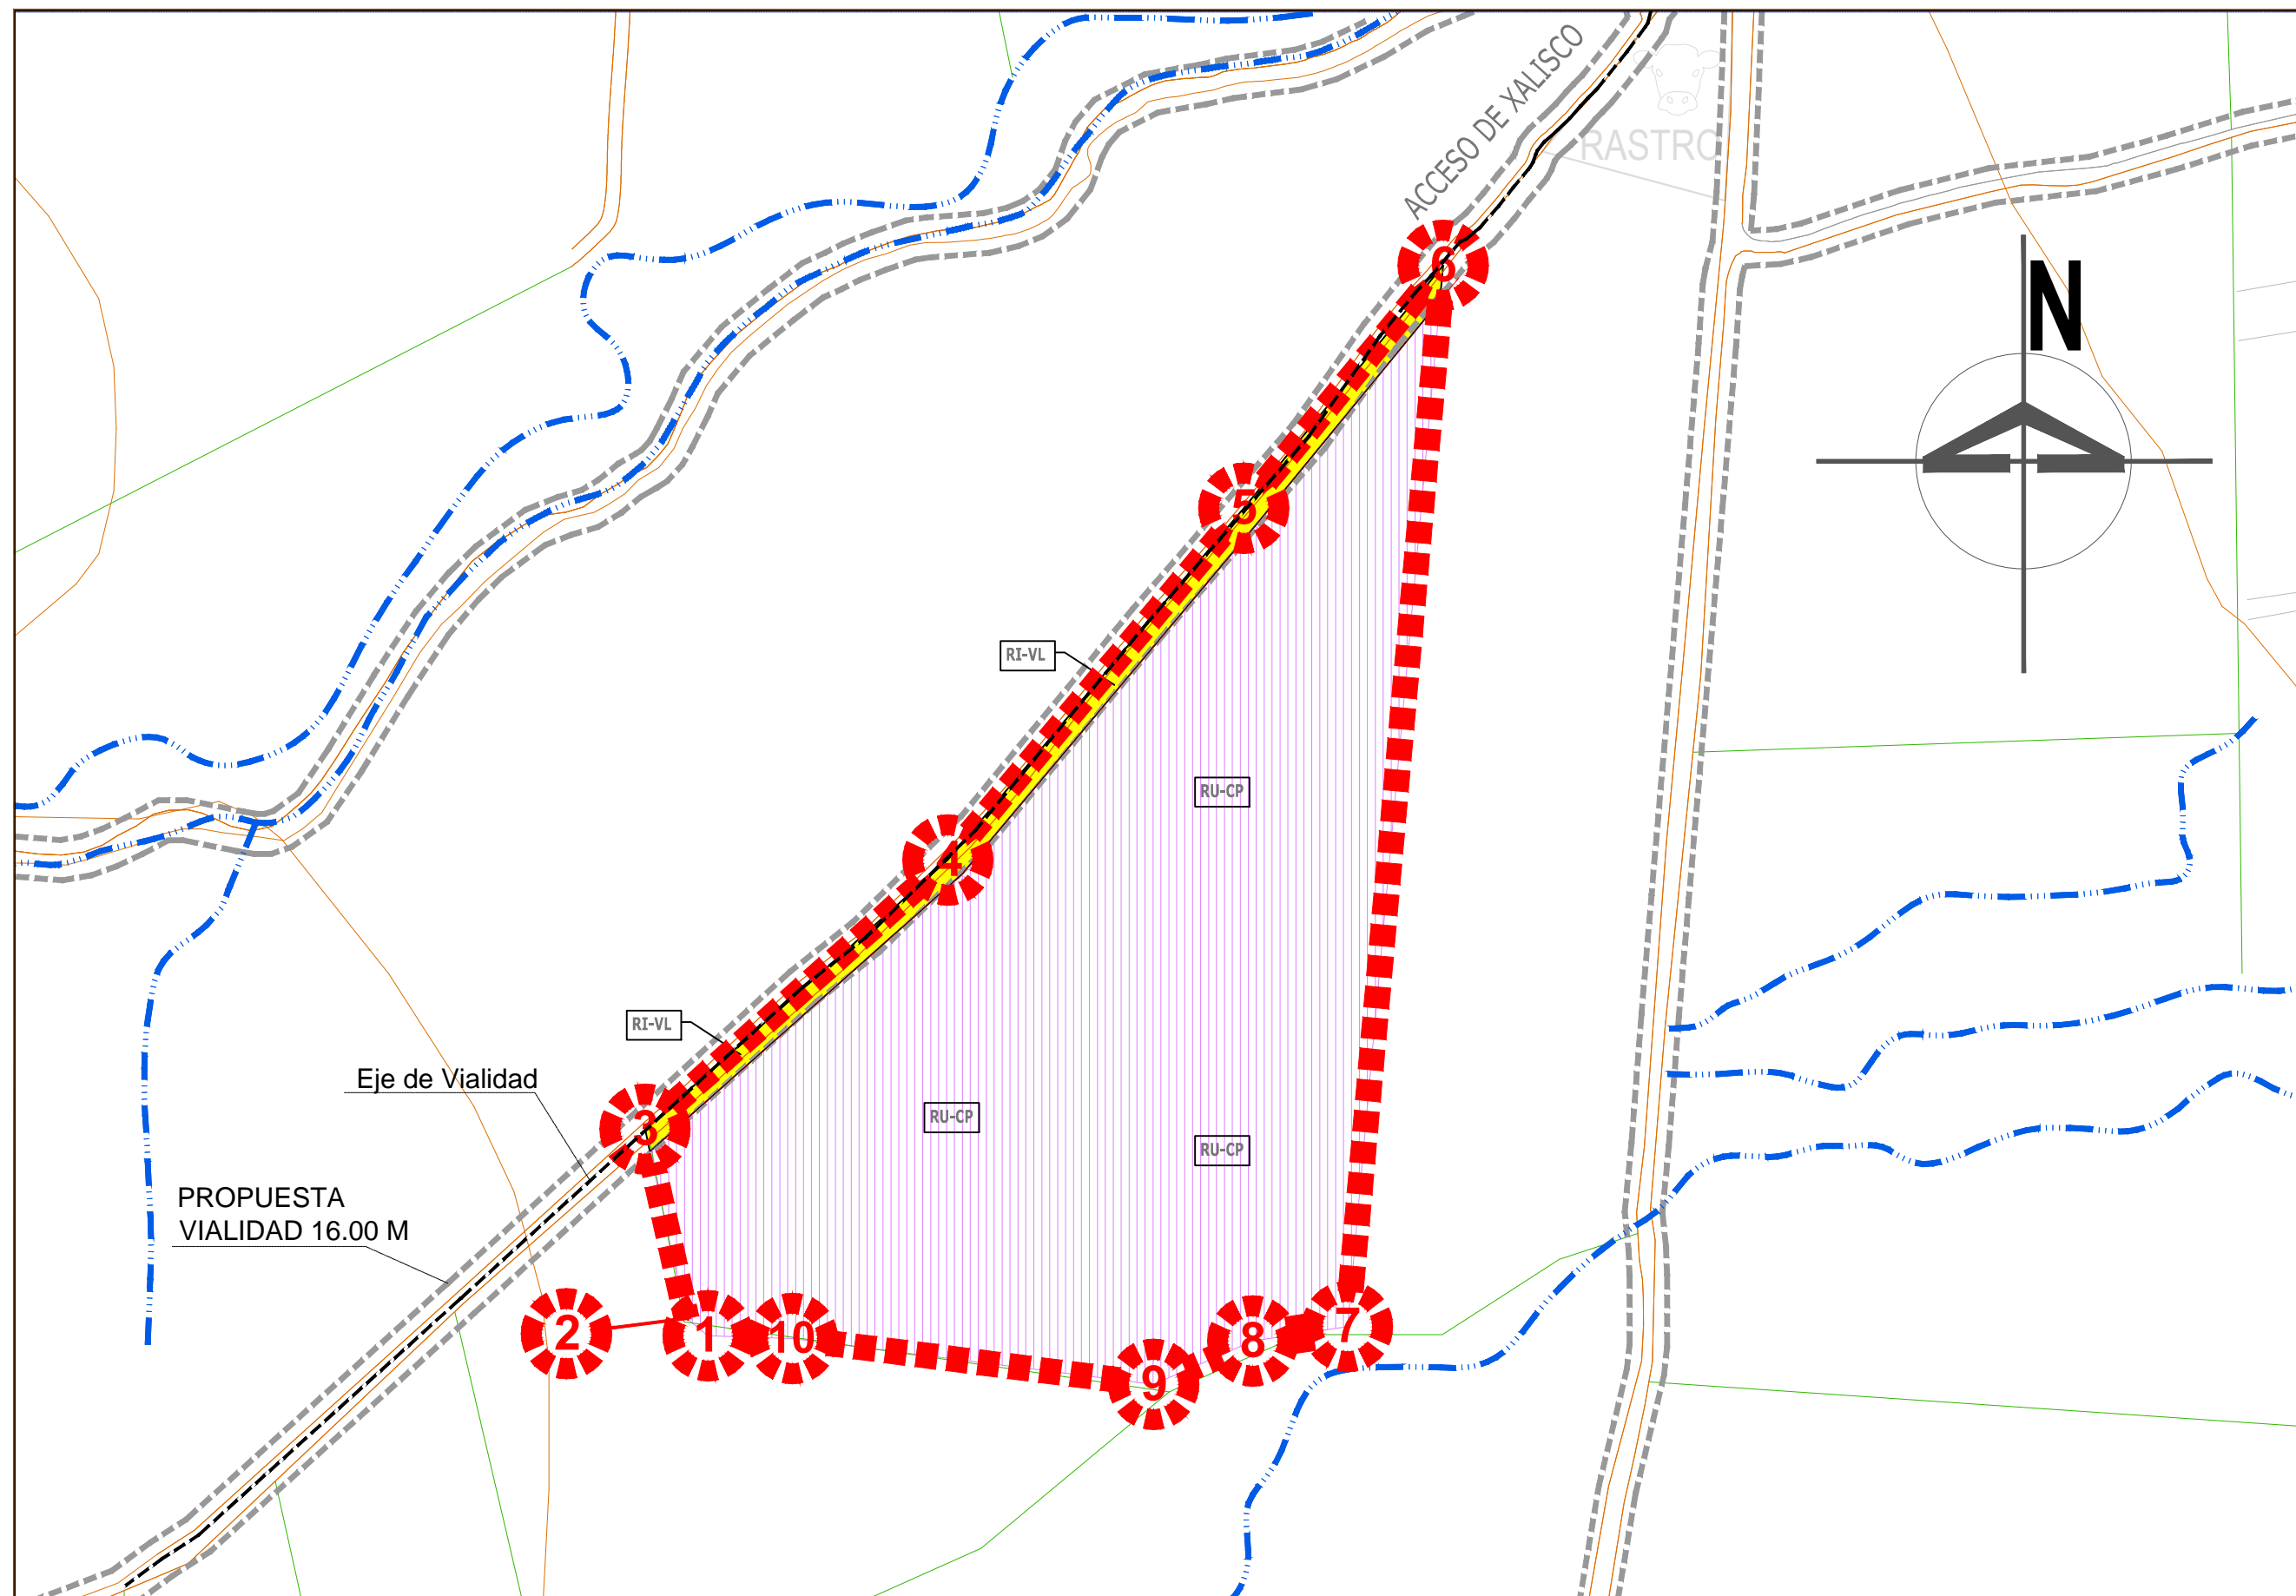 ACCESO DE XALISCO
RASTRO
6
N
5
RI-VL
RU-CP
4
RI-VL
Eje de Vialidad
3
RU-CP
RU-CP
PROPUESTA
VIALIDAD 16.00 M
2
1
10
9
8
7